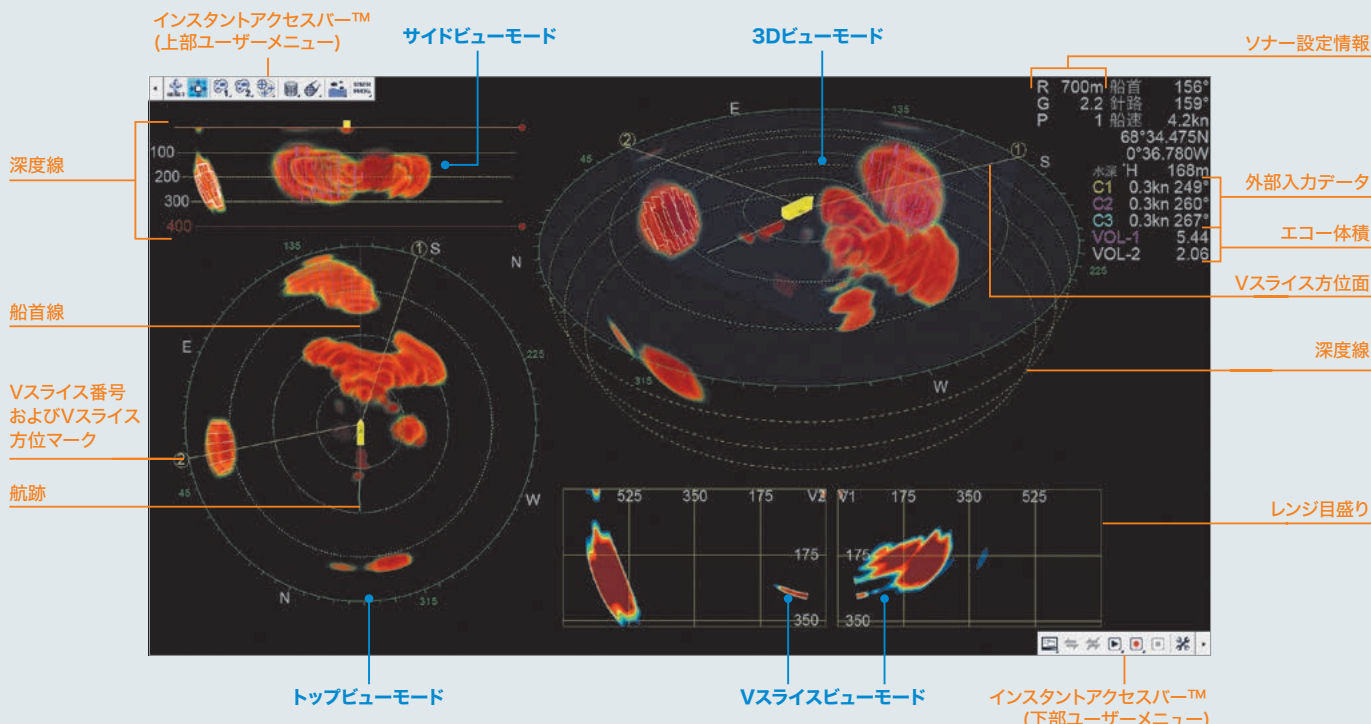 インスタントアクセスバー™
(上部ユーザーメニュー)
サイドビューモード
3Dビューモード
ソナー設定情報
深度線
100
200
300
400
船首線
Vスライス番号
およびVスライス
方位マーク
航跡
135
① S
E
225
②
45
W
N
315
E
135
②
45
① S
N
225
315
W
R 700m 船首 156°
G 2.2 針路 159°
P 1 船速 4.2kn
68°34.475N
0°36.780W
水深 H 168m
C1 0.3kn 249°
C2 0.3kn 260°
C3 0.3kn 267°
VOL-1 5.44
VOL-2 2.06
外部入力データ
エコー体積
Vスライス方位面
深度線
レンジ目盛り
525 350 175 V2 V1 175 350 525
175 175
350 350
トップビューモード
Vスライスビューモード
インスタントアクセスバー™
(下部ユーザーメニュー)